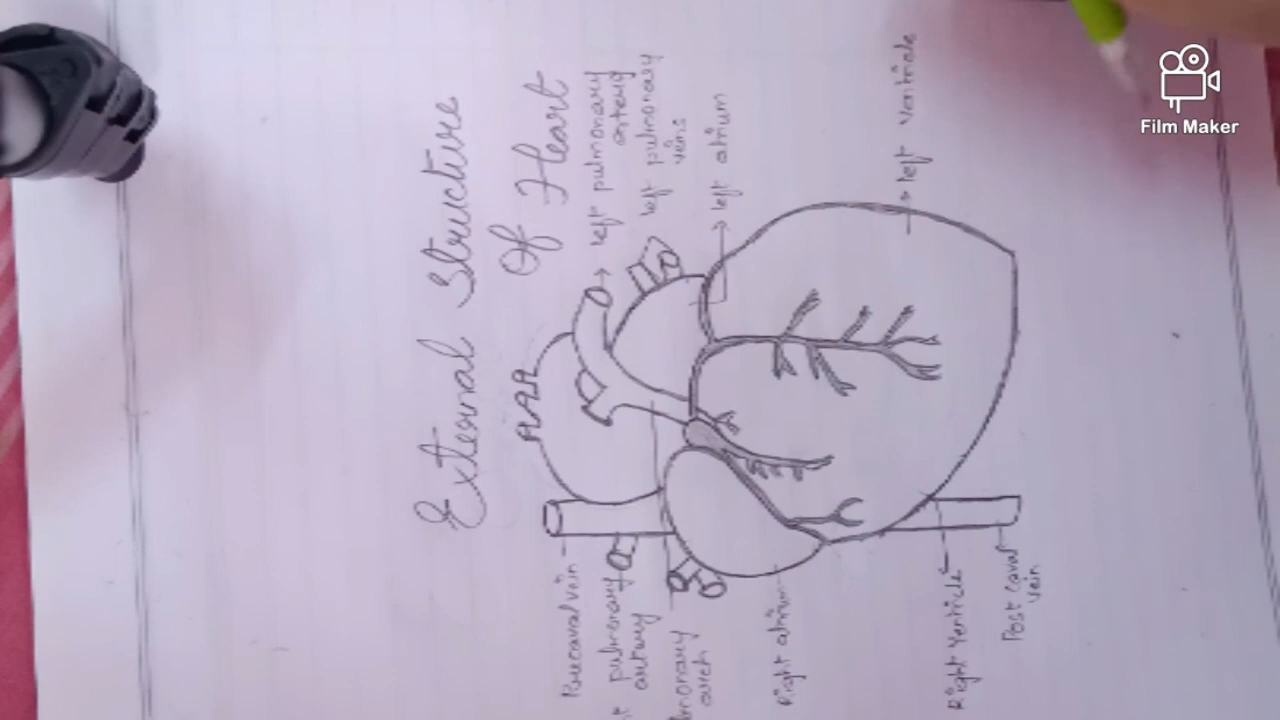 External Structure
Of Heart
left pulmonary
artery
left pulmonary
veins
left atrium
left ventricle
Precaval vein
pulmonary
artery
arch
Right atrium
Right Ventricle
Post Caval
vein
Film Maker